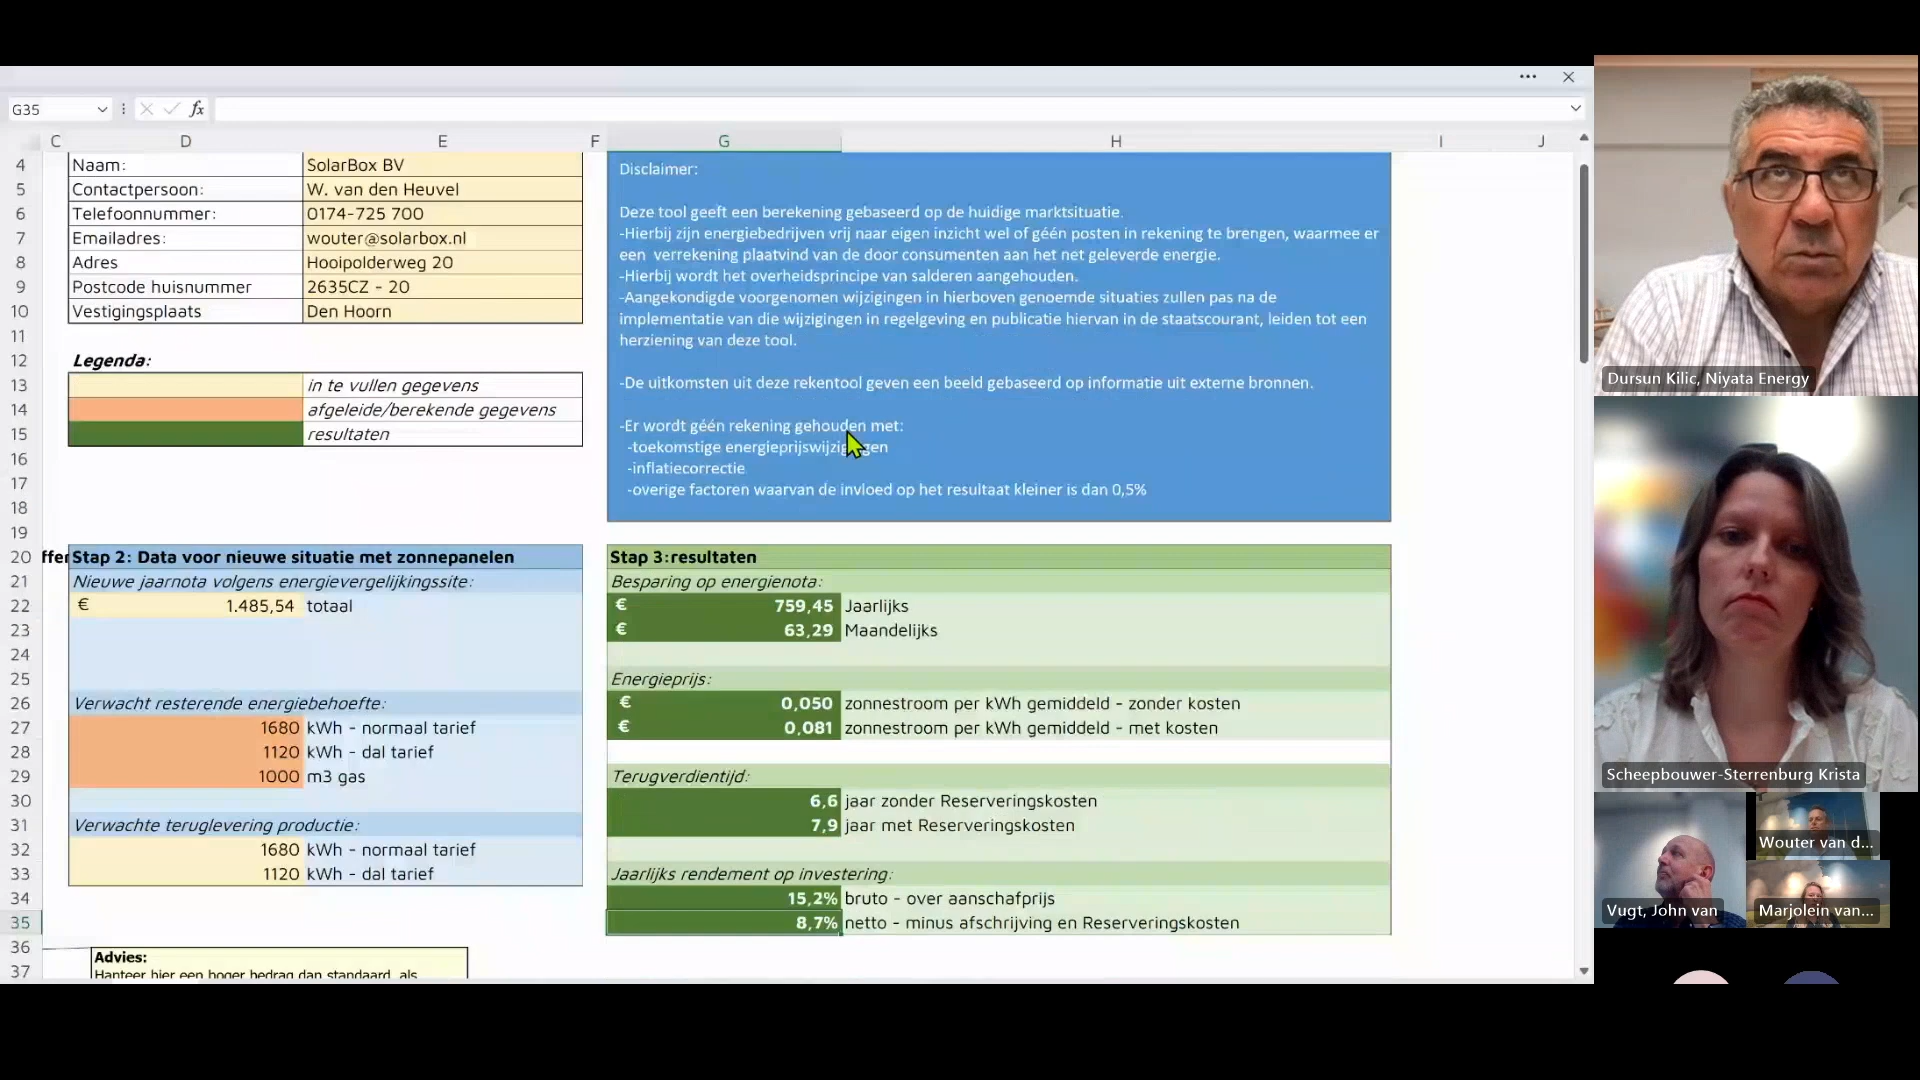 G35
fx
C D E F G H I J
4 Naam: SolarBox BV
5 Contactpersoon: W. van den Heuvel
6 Telefoonnummer: 0174-725 700
7 Emailadres: wouter@solarbox.nl
8 Adres Hooipolderweg 20
9 Postcode huisnummer 2635CZ - 20
10 Vestigingsplaats Den Hoorn
11
12 Legenda:
13 in te vullen gegevens
14 afgeleide/berekende gegevens
15 resultaten
16
17
18
19
Disclaimer:
Deze tool geeft een berekening gebaseerd op de huidige marktsituatie.
-Hierbij zijn energiebedrijven vrij naar eigen inzicht wel of géén posten in rekening te brengen, waarmee er
een verrekening plaatvind van de door consumenten aan het net geleverde energie.
-Hierbij wordt het overheidsprincipe van salderen aangehouden.
-Aangekondigde voorgenomen wijzigingen in hierboven genoemde situaties zullen pas na de
implementatie van die wijzigingen in regelgeving en publicatie hiervan in de staatscourant, leiden tot een
herziening van deze tool.
-De uitkomsten uit deze rekentool geven een beeld gebaseerd op informatie uit externe bronnen.
-Er wordt géén rekening gehouden met:
-toekomstige energieprijswijzigingen
-inflatiecorrectie
-overige factoren waarvan de invloed op het resultaat kleiner is dan 0,5%
20 ffer Stap 2: Data voor nieuwe situatie met zonnepanelen
21 Nieuwe jaarnota volgens energievergelijkingssite:
22 € 1.485,54 totaal
23
24
25
26 Verwacht resterende energiebehoefte:
27 1680 kWh - normaal tarief
28 1120 kWh - dal tarief
29 1000 m3 gas
30
31 Verwachte teruglevering productie:
32 1680 kWh - normaal tarief
33 1120 kWh - dal tarief
34
35
36
37
Advies:
Hanteer hier een hoger bedrag dan standaard, als
Stap 3:resultaten
Besparing op energienota:
€ 759,45 Jaarlijks
€ 63,29 Maandelijks
Energieprijs:
€ 0,050 zonnestroom per kWh gemiddeld - zonder kosten
€ 0,081 zonnestroom per kWh gemiddeld - met kosten
Terugverdientijd:
6,6 jaar zonder Reserveringskosten
7,9 jaar met Reserveringskosten
Jaarlijks rendement op investering:
15,2% bruto - over aanschafprijs
8,7% netto - minus afschrijving en Reserveringskosten
Dursun Kilic, Niyata Energy
Scheepbouwer-Sterrenburg Krista
Wouter van d...
Vugt, John van
Marjolein van...